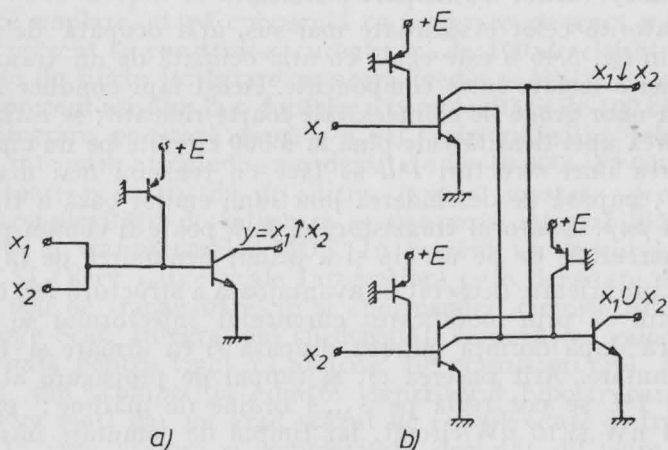 +E
x₁↓x₂
x₁
+E
x₁
y=x₁↑x₂
x₂
+E
+E
x₁∪x₂
x₂
a)
b)